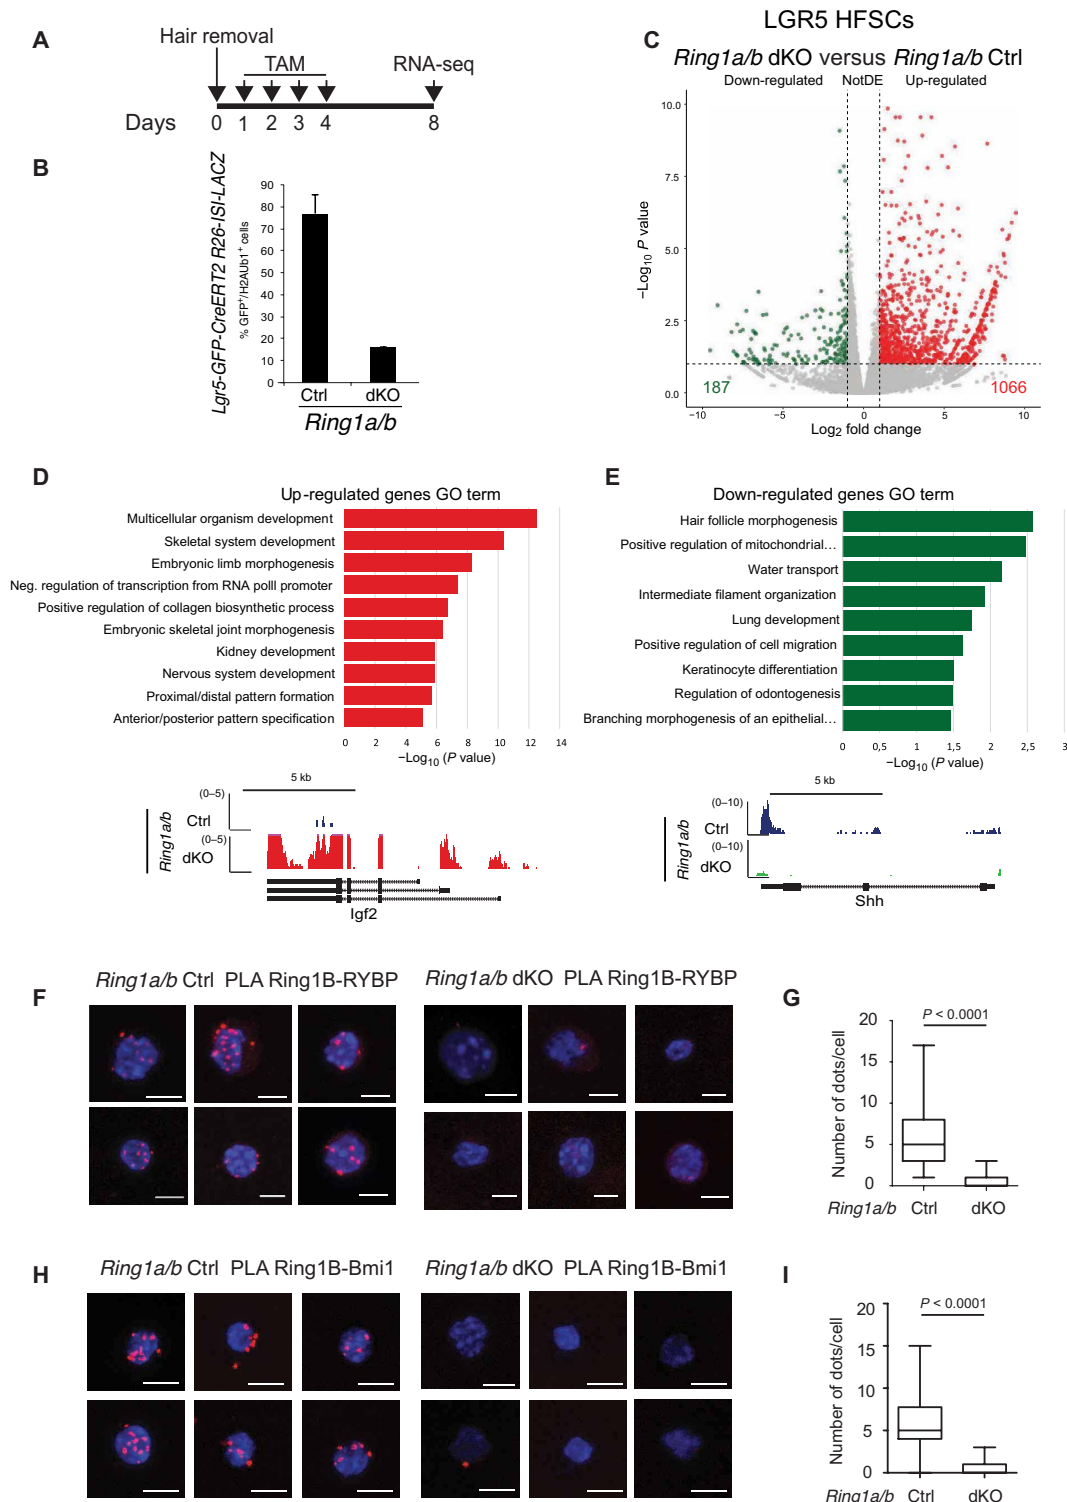 A
Hair removal
TAM
RNA-seq
Days 0 1 2 3 4 8
B
Lgr5-GFP-CreERT2 R26-lSl-LACZ
% GFP+/H2AUb1+ cells
90
80
70
60
50
40
30
20
10
0
Ctrl dKO
Ring1a/b
LGR5 HFSCs
C
Ring1a/b dKO versus Ring1a/b Ctrl
Down-regulated NotDE Up-regulated
−Log10 P value
10.0
7.5
5.0
2.5
0.0
187
1066
−10 −5 0 5 10
Log2 fold change
D
Up-regulated genes GO term
Multicellular organism development
Skeletal system development
Embryonic limb morphogenesis
Neg. regulation of transcription from RNA polII promoter
Positive regulation of collagen biosynthetic process
Embryonic skeletal joint morphogenesis
Kidney development
Nervous system development
Proximal/distal pattern formation
Anterior/posterior pattern specification
0 2 4 6 8 10 12 14
−Log10 (P value)
5 kb
(0–5)
Ctrl
(0–5)
dKO
Ring1a/b
Igf2
E
Down-regulated genes GO term
Hair follicle morphogenesis
Positive regulation of mitochondrial…
Water transport
Intermediate filament organization
Lung development
Positive regulation of cell migration
Keratinocyte differentiation
Regulation of odontogenesis
Branching morphogenesis of an epithelial…
0 0,5 1 1,5 2 2,5 3
−Log10 (P value)
5 kb
(0–10)
Ctrl
(0–10)
dKO
Ring1a/b
Shh
F
Ring1a/b Ctrl PLA Ring1B-RYBP
Ring1a/b dKO PLA Ring1B-RYBP
G
Number of dots/cell
20
15
10
5
0
P < 0.0001
Ring1a/b Ctrl dKO
H
Ring1a/b Ctrl PLA Ring1B-Bmi1
Ring1a/b dKO PLA Ring1B-Bmi1
I
Number of dots/cell
20
15
10
5
0
P < 0.0001
Ring1a/b Ctrl dKO